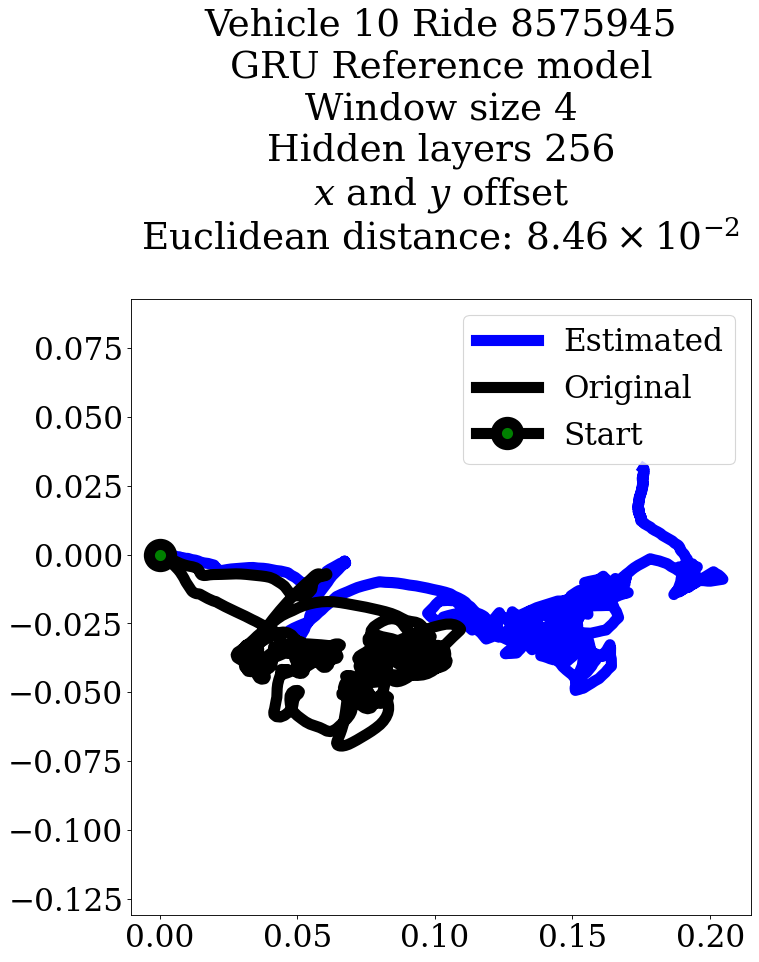 Vehicle 10 Ride 8575945
GRU Reference model
Window size 4
Hidden layers 256
x and y offset
Euclidean distance: 8.46 × 10⁻²
Estimated
Original
Start
0.075
0.050
0.025
0.000
−0.025
−0.050
−0.075
−0.100
−0.125
0.00 0.05 0.10 0.15 0.20